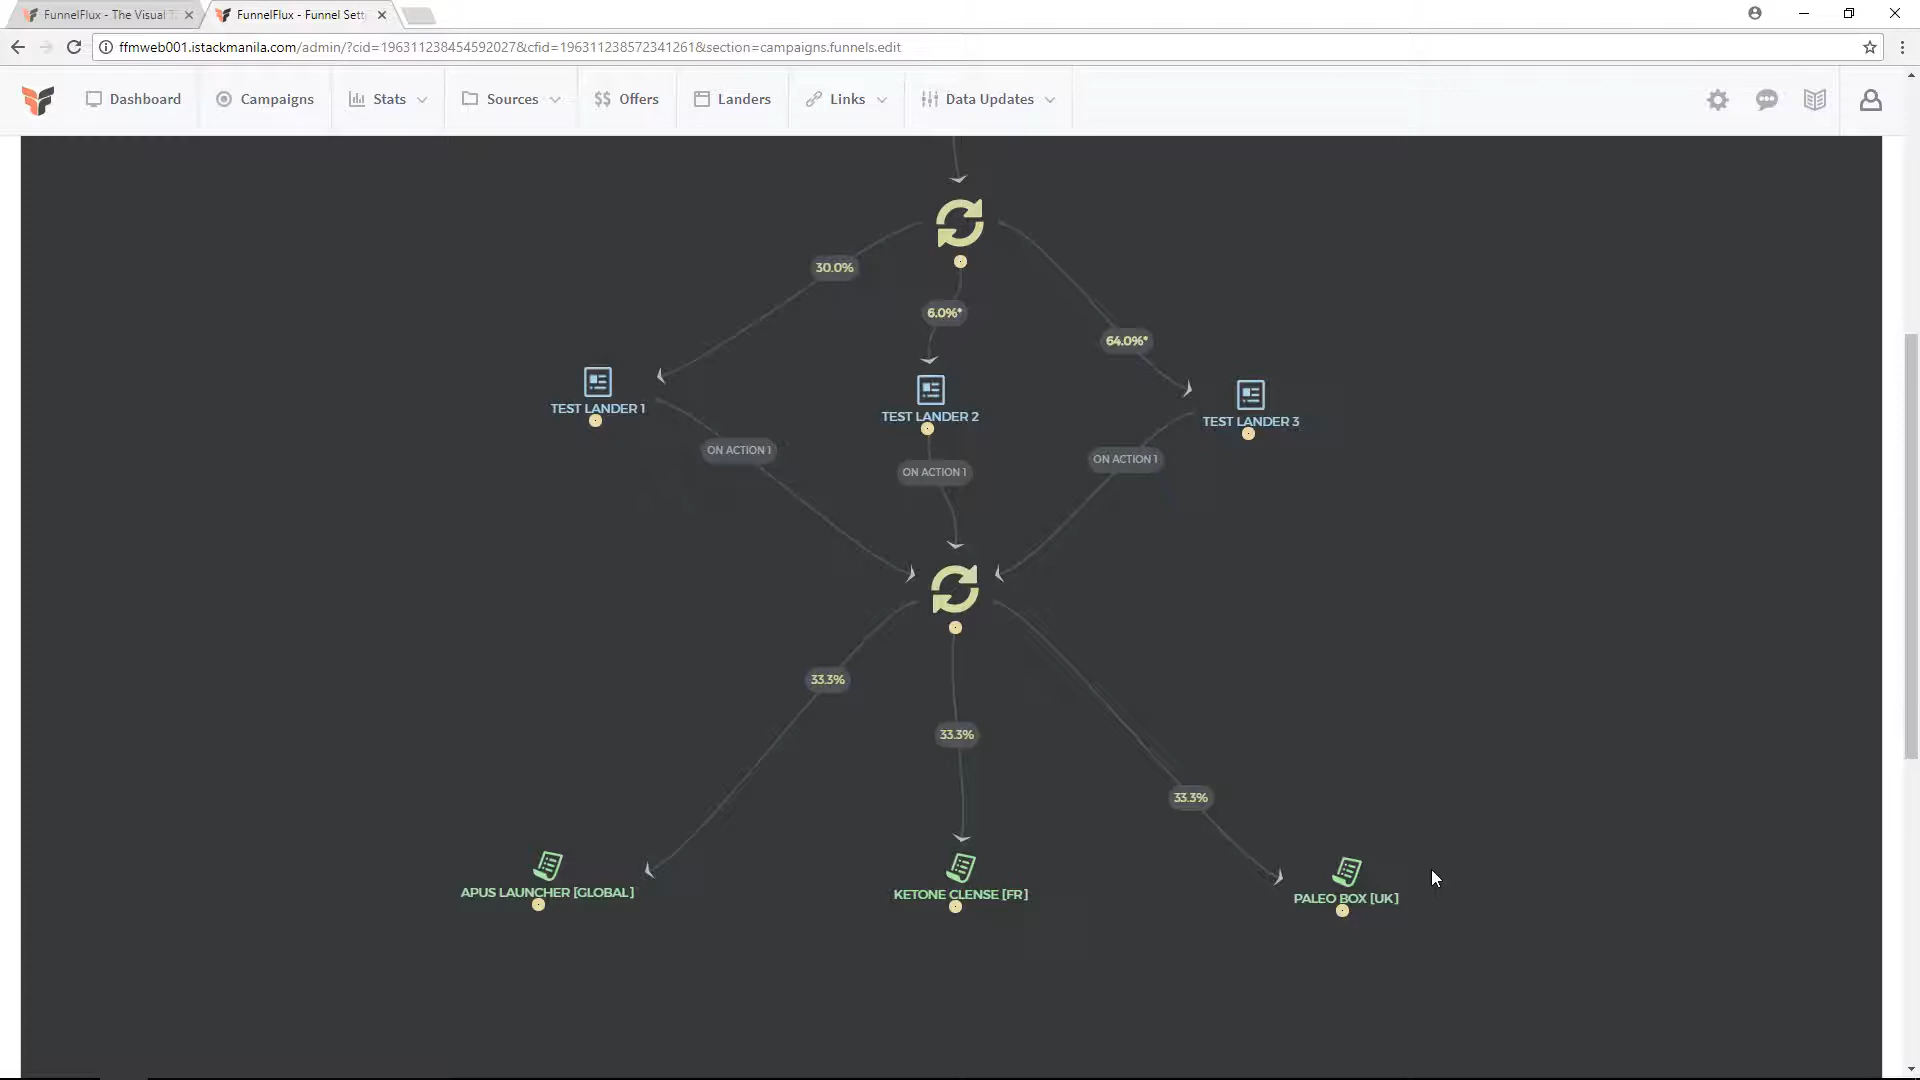 FunnelFlux - The Visual T
FunnelFlux - Funnel Sett
ffmweb001.istackmanila.com/admin/?cid=196311238454592027&cfid=1963112385723412618&section=campaigns.funnels.edit
Dashboard
Campaigns
Stats
Sources
$$ Offers
Landers
Links
Data Updates
30.0%
6.0%*
64.0%*
TEST LANDER 1
TEST LANDER 2
TEST LANDER 3
ON ACTION 1
ON ACTION 1
ON ACTION 1
33.3%
33.3%
33.3%
APUS LAUNCHER [GLOBAL]
KETONE CLENSE [FR]
PALEO BOX [UK]